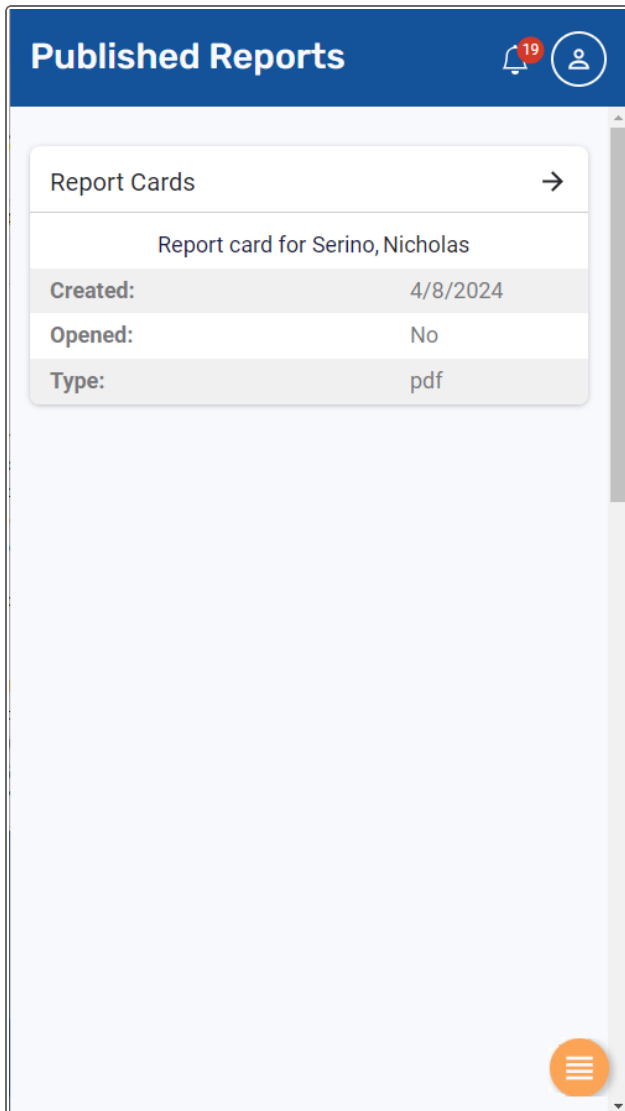 Published Reports
19
Report Cards
Report card for Serino, Nicholas
Created: 4/8/2024
Opened: No
Type: pdf